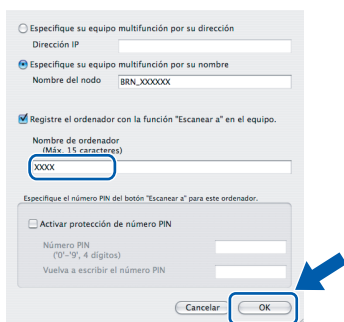 Especifique su equipo multifunción por su dirección
Dirección IP
Especifique su equipo multifunción por su nombre
Nombre del nodo BRN_XXXXXX
Registre el ordenador con la función "Escanear a" en el equipo.
Nombre de ordenador
(Máx. 15 caracteres)
XXXX
Especifique el número PIN del botón "Escanear a" para este ordenador.
Activar protección de número PIN
Número PIN
('0'-'9', 4 dígitos)
Vuelva a escribir el número PIN
Cancelar OK